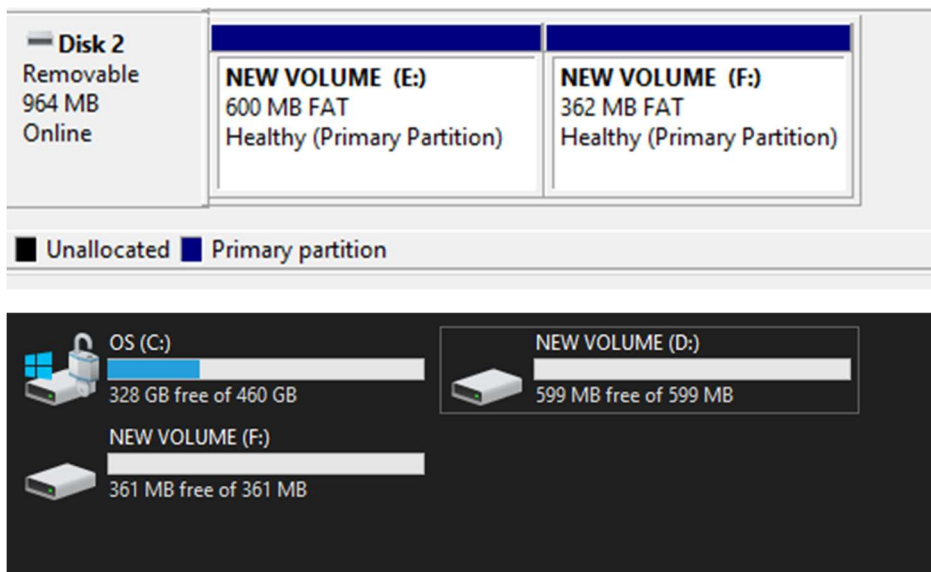 Disk 2
Removable
964 MB
Online
NEW VOLUME (E:)
600 MB FAT
Healthy (Primary Partition)
NEW VOLUME (F:)
362 MB FAT
Healthy (Primary Partition)
Unallocated Primary partition
OS (C:)
328 GB free of 460 GB
NEW VOLUME (D:)
599 MB free of 599 MB
NEW VOLUME (F:)
361 MB free of 361 MB